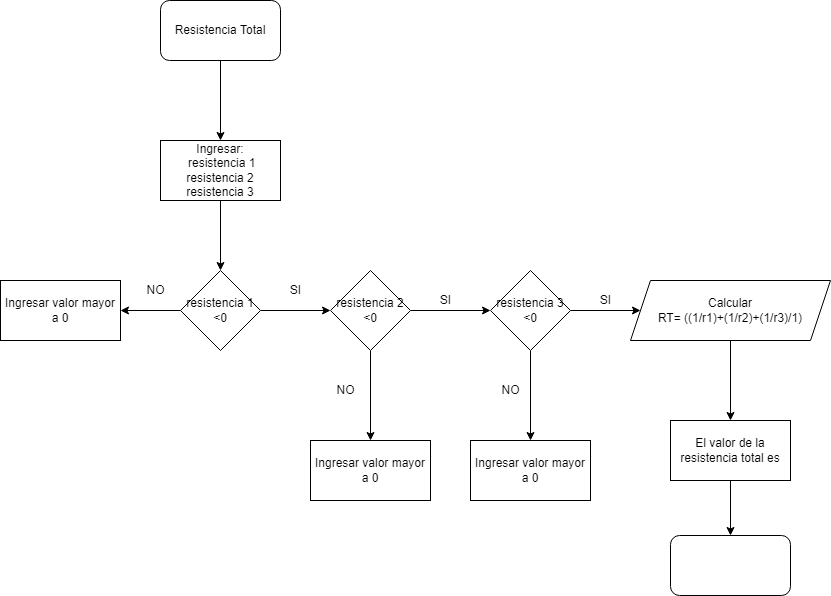 Resistencia Total
Ingresar:
resistencia 1
resistencia 2
resistencia 3
NO
SI
SI
SI
Ingresar valor mayor
a 0
resistencia 1
<0
resistencia 2
<0
resistencia 3
<0
Calcular
RT= ((1/r1)+(1/r2)+(1/r3)/1)
NO
NO
Ingresar valor mayor
a 0
Ingresar valor mayor
a 0
El valor de la
resistencia total es